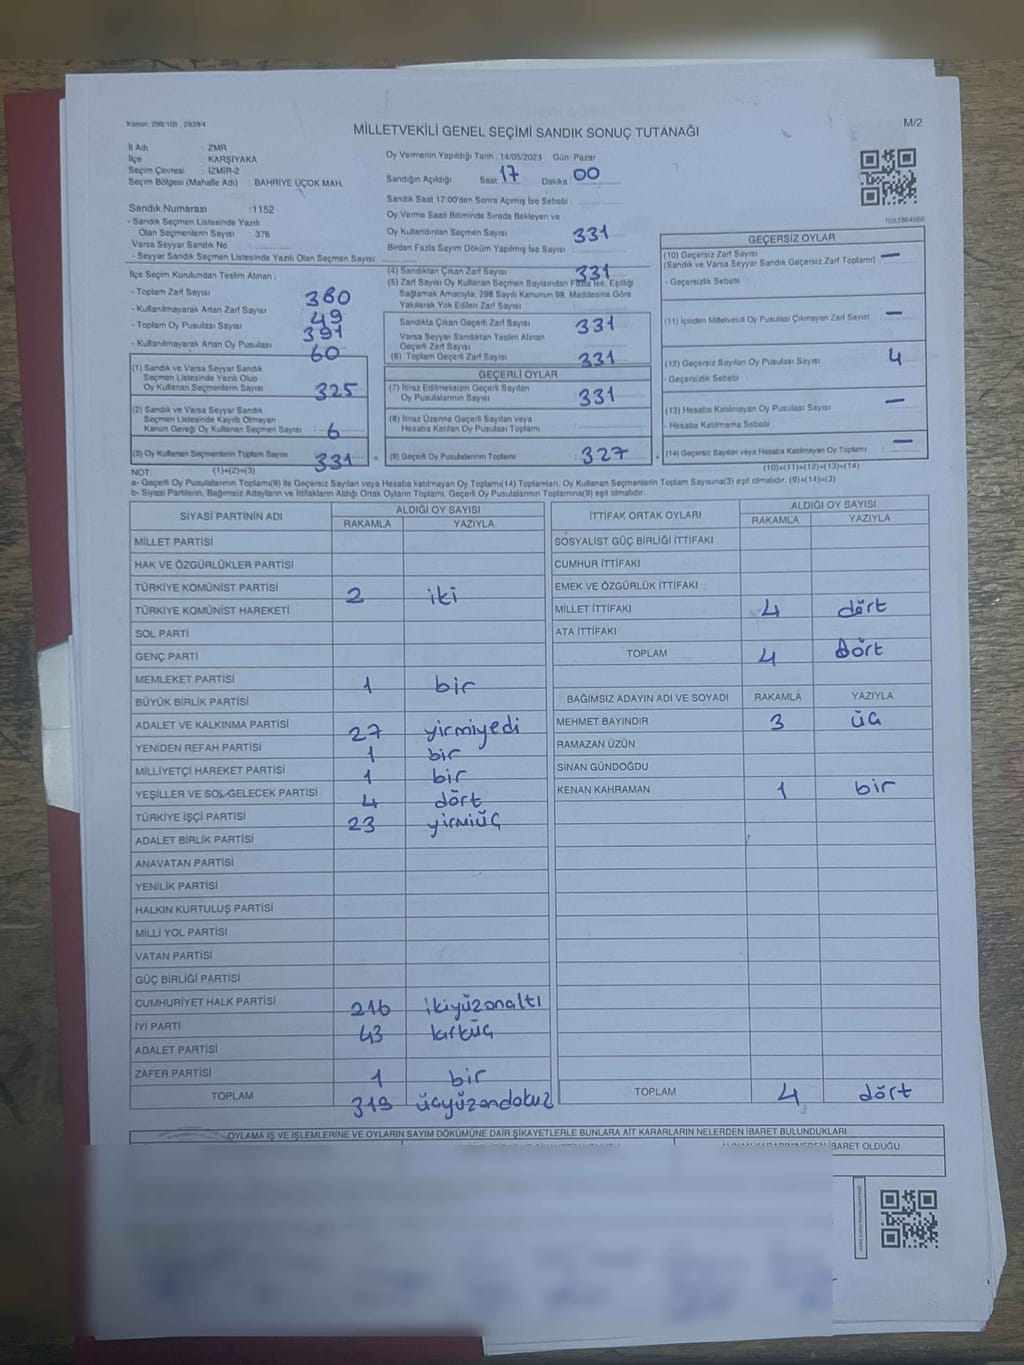 Kanun: 298/105 , 2839/4
MİLLETVEKİLİ GENEL SEÇİMİ SANDIK SONUÇ TUTANAĞI
M/2
İl Adı : İZMİR
İlçe : KARŞIYAKA
Seçim Çevresi : İZMİR-2
Seçim Bölgesi (Mahalle Adı) : BAHRİYE ÜÇOK MAH.
Sandık Numarası : 1152
- Sandık Seçmen Listesinde Yazılı
Olan Seçmenlerin Sayısı : 376
Varsa Seyyar Sandık No :
- Seyyar Sandık Seçmen Listesinde Yazılı Olan Seçmen Sayısı :
Oy Vermenin Yapıldığı Tarih : 14/05/2023 Gün: Pazar
Sandığın Açıldığı Saat: 17 Dakika: 00
Sandık Saat 17:00'den Sonra Açılmış İse Sebebi :
Oy Verme Saati Bitiminde Sırada Bekleyen ve
Oy Kullandırılan Seçmen Sayısı : 331
Birden Fazla Sayım Döküm Yapılmış İse Sayısı :
1083864566
İlçe Seçim Kurulundan Teslim Alınan :
- Toplam Zarf Sayısı : 380
- Kullanılmayarak Artan Zarf Sayısı : 49
- Toplam Oy Pusulası Sayısı : 391
- Kullanılmayarak Artan Oy Pusulası : 60
(1) Sandık ve Varsa Seyyar Sandık
Seçmen Listesinde Yazılı Olup
Oy Kullanan Seçmenlerin Sayısı : 325
(2) Sandık ve Varsa Seyyar Sandık
Seçmen Listesinde Kayıtlı Olmayan
Kanun Gereği Oy Kullanan Seçmen Sayısı : 6
(3) Oy Kullanan Seçmenlerin Toplam Sayısı : 331
(1)+(2)=(3)
(4) Sandıktan Çıkan Zarf Sayısı : 331
(5) Zarf Sayısı Oy Kullanan Seçmen Sayısından Fazla İse, Eşitliği
Sağlamak Amacıyla, 298 Sayılı Kanunun 98. Maddesine Göre
Yakılarak Yok Edilen Zarf Sayısı :
Sandıkta Çıkan Geçerli Zarf Sayısı : 331
Varsa Seyyar Sandıktan Teslim Alınan
Geçerli Zarf Sayısı :
(6) Toplam Geçerli Zarf Sayısı : 331
GEÇERLİ OYLAR
(7) İtiraz Edilmeksizin Geçerli Sayılan
Oy Pusulalarının Sayısı : 331
(8) İtiraz Üzerine Geçerli Sayılan veya
Hesaba Katılan Oy Pusulası Toplamı :
= (9) Geçerli Oy Pusulalarının Toplamı : 327 +
GEÇERSİZ OYLAR
(10) Geçersiz Zarf Sayısı : —
(Sandık ve Varsa Seyyar Sandık Geçersiz Zarf Toplamı)
- Geçersizlik Sebebi :
(11) İçinden Milletvekili Oy Pusulası Çıkmayan Zarf Sayısı : —
(12) Geçersiz Sayılan Oy Pusulası Sayısı : 4
- Geçersizlik Sebebi :
(13) Hesaba Katılmayan Oy Pusulası Sayısı : —
- Hesaba Katılmama Sebebi :
(14) Geçersiz Sayılan veya Hesaba Katılmayan Oy Toplamı : —
(10)+(11)+(12)+(13)=(14)
NOT:
a- Geçerli Oy Pusulalarının Toplamı(9) ile Geçersiz Sayılan veya Hesaba katılmayan Oy Toplamı(14) Toplamları, Oy Kullanan Seçmenlerin Toplam Sayısına(3) eşit olmalıdır. (9)+(14)=(3)
b- Siyasi Partilerin, Bağımsız Adayların ve İttifakların Aldığı Ortak Oyların Toplamı, Geçerli Oy Pusulalarının Toplamına(9) eşit olmalıdır.
SİYASİ PARTİNİN ADI ALDIĞI OY SAYISI
RAKAMLA YAZIYLA
MİLLET PARTİSİ
HAK VE ÖZGÜRLÜKLER PARTİSİ
TÜRKİYE KOMÜNİST PARTİSİ 2 iki
TÜRKİYE KOMÜNİST HAREKETİ
SOL PARTİ
GENÇ PARTİ
MEMLEKET PARTİSİ 1 bir
BÜYÜK BİRLİK PARTİSİ
ADALET VE KALKINMA PARTİSİ 27 yirmiyedi
YENİDEN REFAH PARTİSİ 1 bir
MİLLİYETÇİ HAREKET PARTİSİ 1 bir
YEŞİLLER VE SOL GELECEK PARTİSİ 4 dört
TÜRKİYE İŞÇİ PARTİSİ 23 yirmiüç
ADALET BİRLİK PARTİSİ
ANAVATAN PARTİSİ
YENİLİK PARTİSİ
HALKIN KURTULUŞ PARTİSİ
MİLLİ YOL PARTİSİ
VATAN PARTİSİ
GÜÇ BİRLİĞİ PARTİSİ
CUMHURİYET HALK PARTİSİ 216 ikiyüzonaltı
İYİ PARTİ 43 kırküç
ADALET PARTİSİ
ZAFER PARTİSİ 1 bir
TOPLAM 319 üçyüzondokuz
İTTİFAK ORTAK OYLARI ALDIĞI OY SAYISI
RAKAMLA YAZIYLA
SOSYALİST GÜÇ BİRLİĞİ İTTİFAKI
CUMHUR İTTİFAKI
EMEK VE ÖZGÜRLÜK İTTİFAKI
MİLLET İTTİFAKI 4 dört
ATA İTTİFAKI
TOPLAM 4 dört
BAĞIMSIZ ADAYIN ADI VE SOYADI RAKAMLA YAZIYLA
MEHMET BAYINDIR 3 üç
RAMAZAN ÜZÜN
SİNAN GÜNDOĞDU
KENAN KAHRAMAN 1 bir
TOPLAM 4 dört
OYLAMA İŞ VE İŞLEMLERİNE VE OYLARIN SAYIM DÖKÜMÜNE DAİR ŞİKAYETLERLE BUNLARA AİT KARARLARIN NELERDEN İBARET BULUNDUKLARI
İBARET OLDUĞU